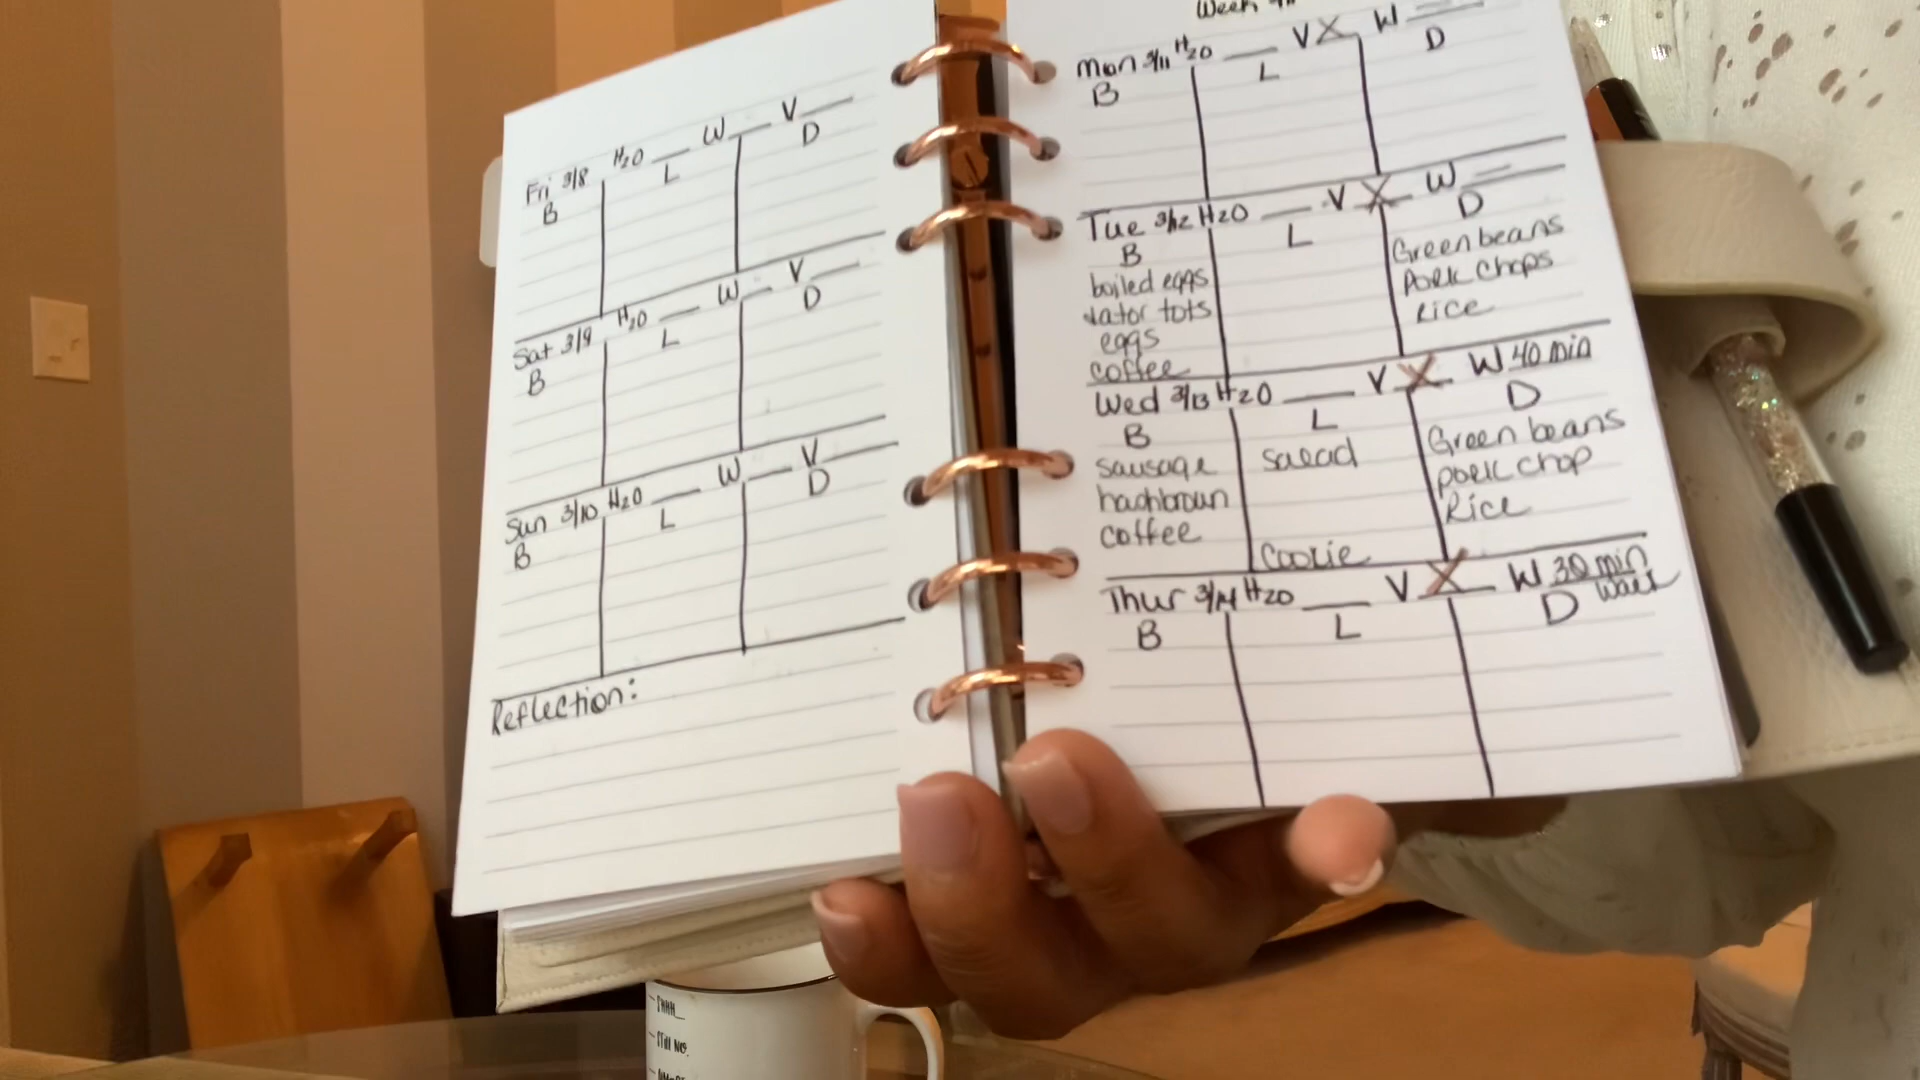 Fri 3/8 H2O ___ W ___ V ___
B L D
Sat 3/9 H2O ___ W ___ V ___
B L D
Sun 3/10 H2O ___ W ___ V ___
B L D
Reflection:
Week
Mon 3/11 H2O ___ V X W ___
B L D
Tue 3/12 H2O ___ V X W ___
B L D
boiled eggs
tator tots
eggs
coffee
Green beans
Pork Chops
Rice
Wed 3/13 H2O ___ V X W 40 min
B L D
sausage
hashbrown
coffee
salad
Cookie
Green beans
pork chop
Rice
Thur 3/14 H2O ___ V X W 30 min
walk
B L D
Still No.